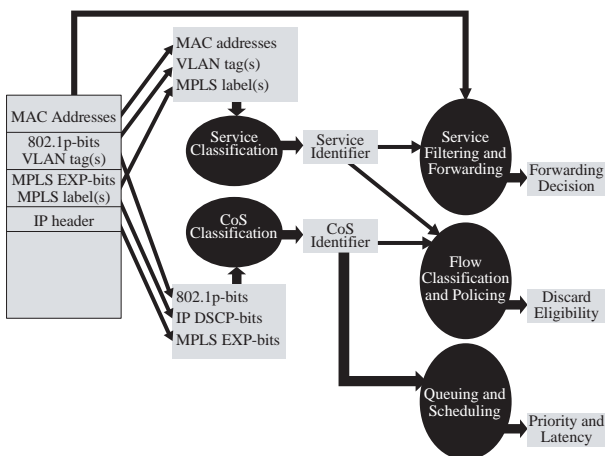 MAC addresses
VLAN tag(s)
MPLS label(s)
MAC Addresses
802.1p-bits
VLAN tag(s)
MPLS EXP-bits
MPLS label(s)
IP header
Service
Classification
Service
Identifier
Service
Filtering and
Forwarding
Forwarding
Decision
CoS
Classification
CoS
Identifier
Flow
Classification
and Policing
Discard
Eligibility
802.1p-bits
IP DSCP-bits
MPLS EXP-bits
Queuing and
Scheduling
Priority and
Latency